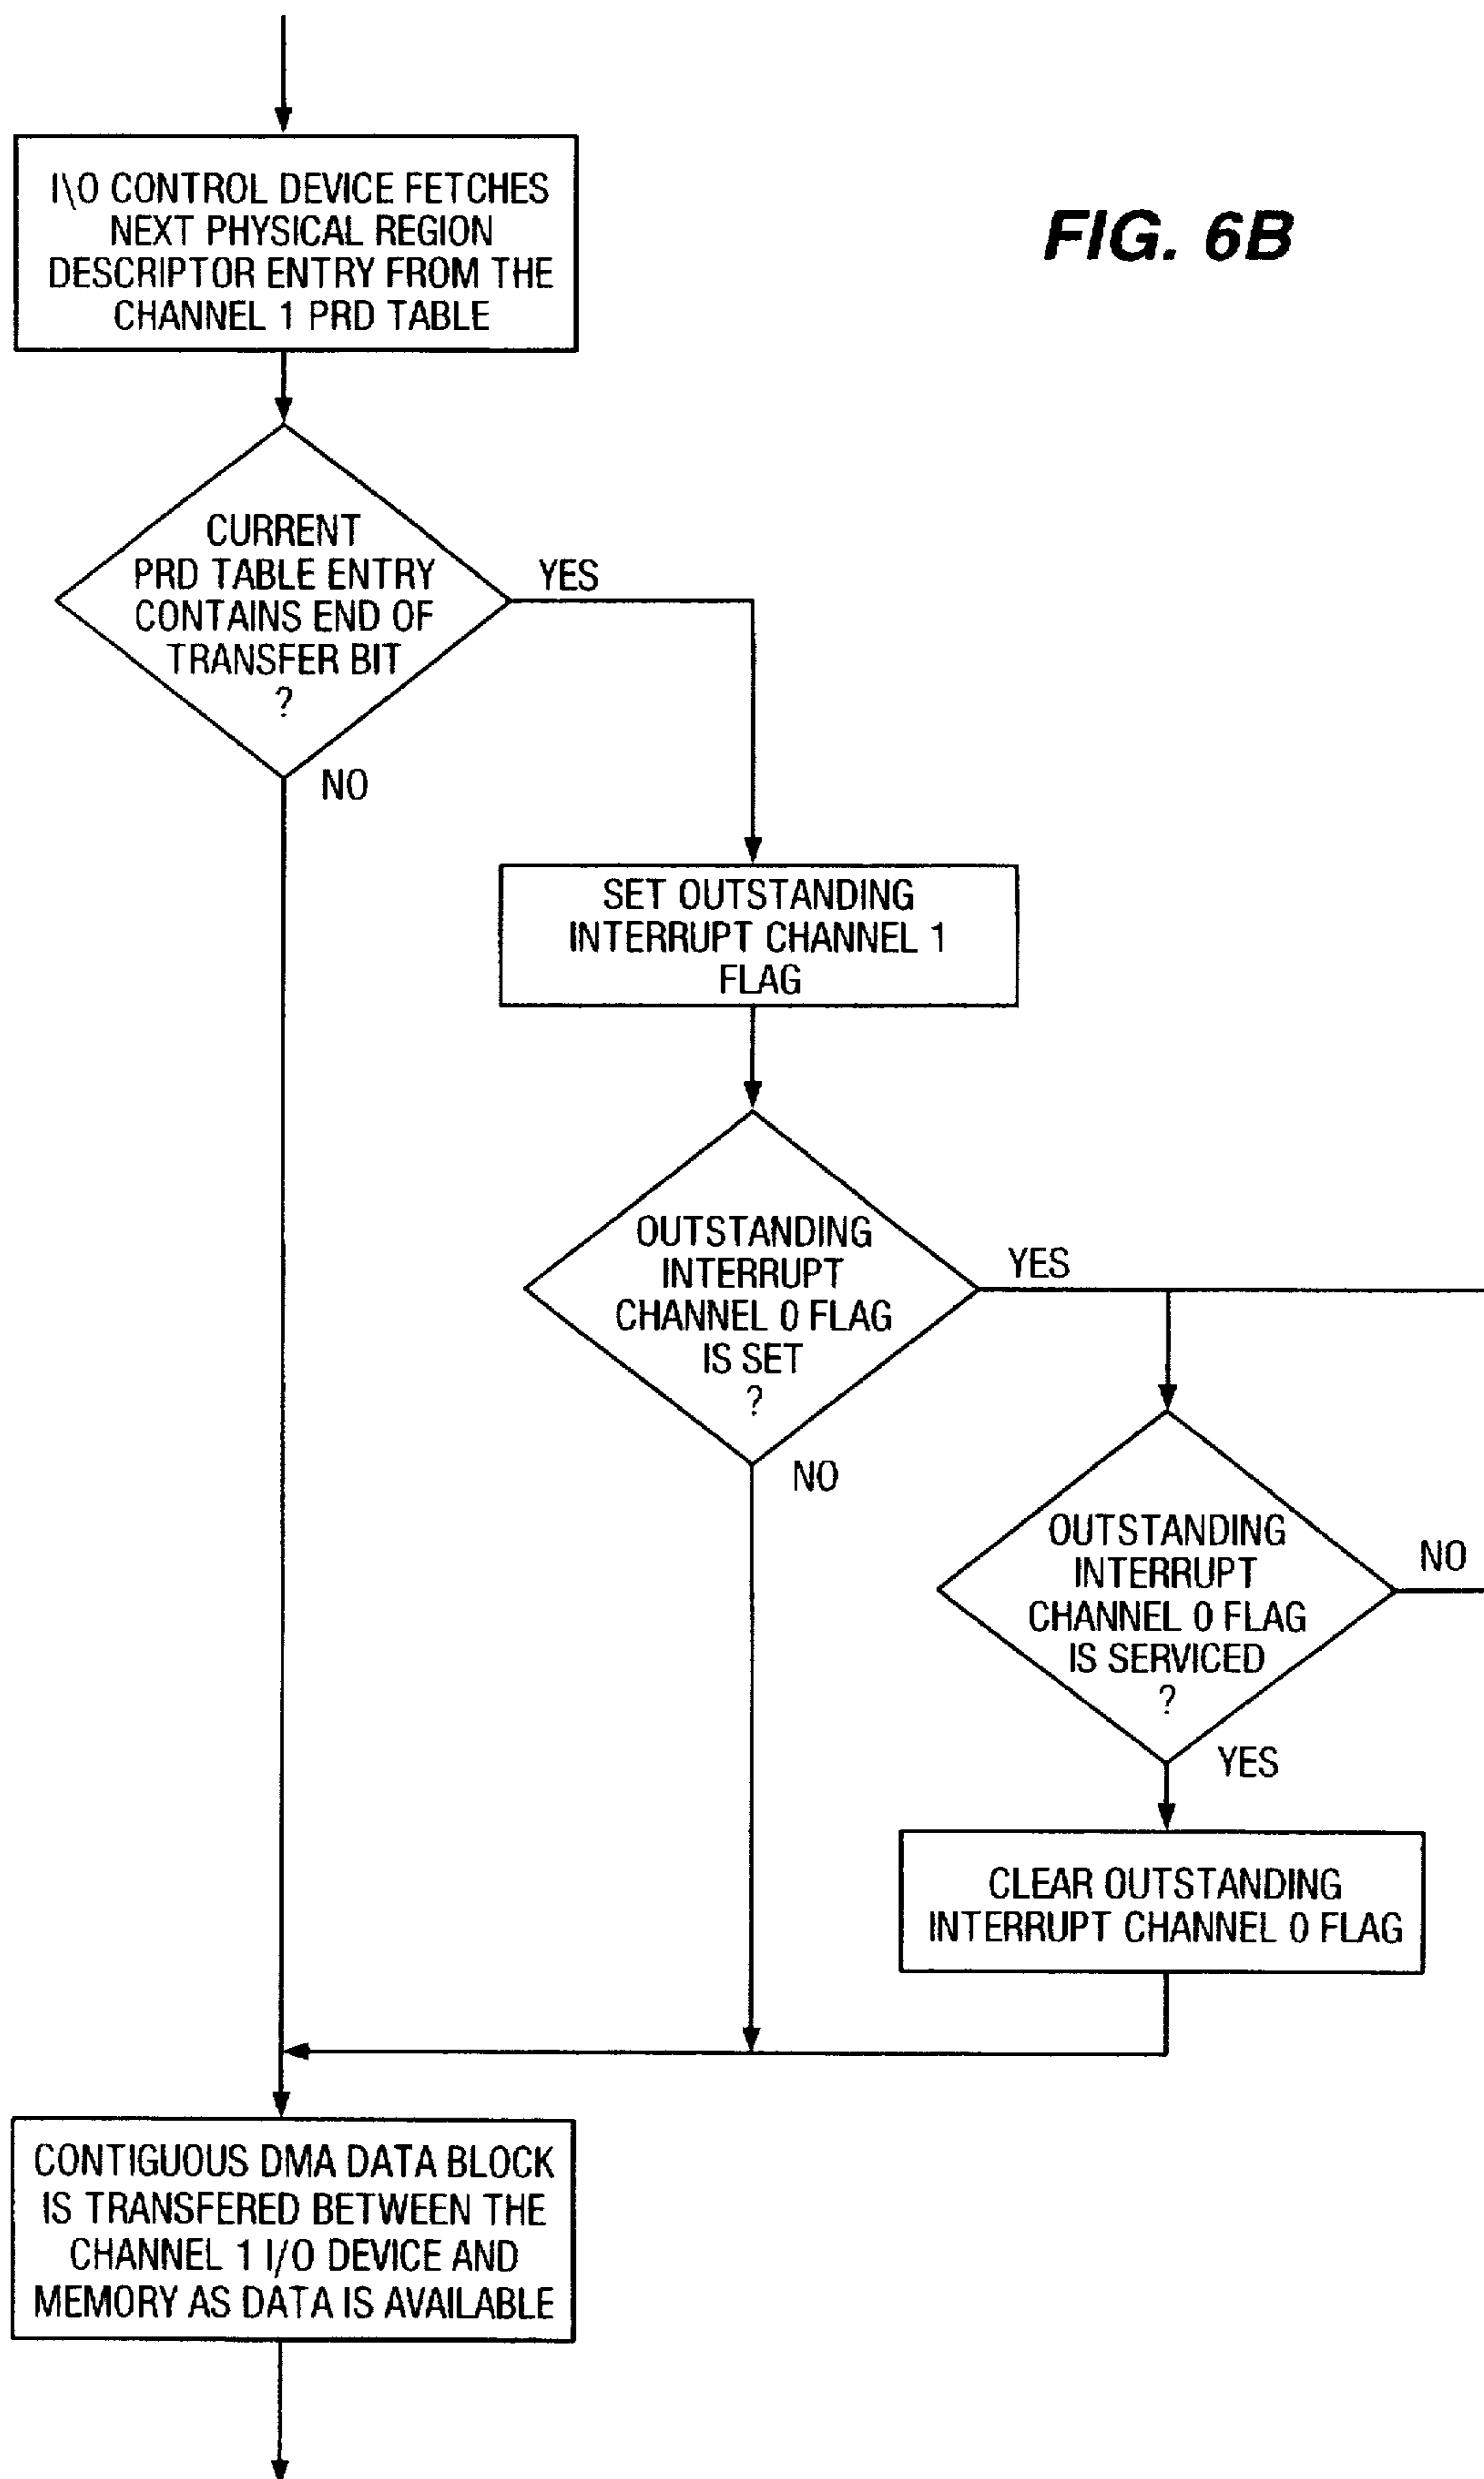 I\O CONTROL DEVICE FETCHES
NEXT PHYSICAL REGION
DESCRIPTOR ENTRY FROM THE
CHANNEL 1 PRD TABLE
FIG. 6B
CURRENT
PRD TABLE ENTRY
CONTAINS END OF
TRANSFER BIT
?
YES
NO
SET OUTSTANDING
INTERRUPT CHANNEL 1
FLAG
OUTSTANDING
INTERRUPT
CHANNEL 0 FLAG
IS SET
?
YES
NO
OUTSTANDING
INTERRUPT
CHANNEL 0 FLAG
IS SERVICED
?
NO
YES
CLEAR OUTSTANDING
INTERRUPT CHANNEL 0 FLAG
CONTIGUOUS DMA DATA BLOCK
IS TRANSFERED BETWEEN THE
CHANNEL 1 I/O DEVICE AND
MEMORY AS DATA IS AVAILABLE